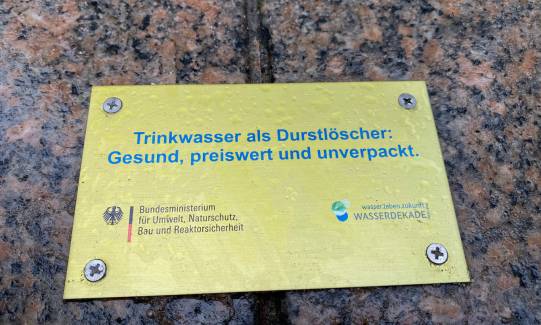 Trinkwasser als Durstlöscher:
Gesund, preiswert und unverpackt.
Bundesministerium
für Umwelt, Naturschutz,
Bau und Reaktorsicherheit
wasser.leben.zukunft
WASSERDEKADE